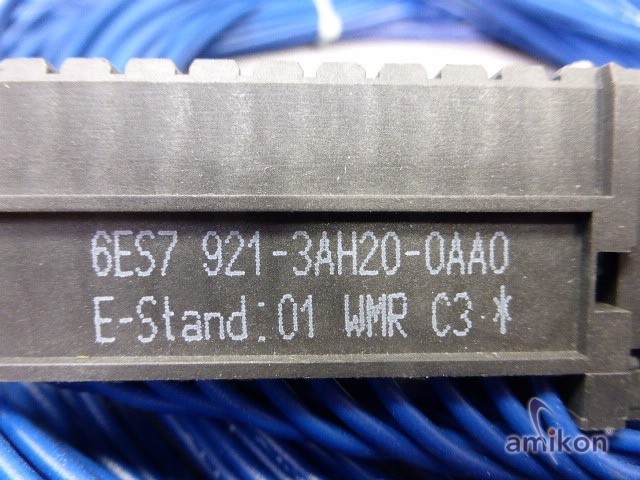 6ES7 921-3AH20-0AA0
E-Stand:01 WMR C3 *
amikon